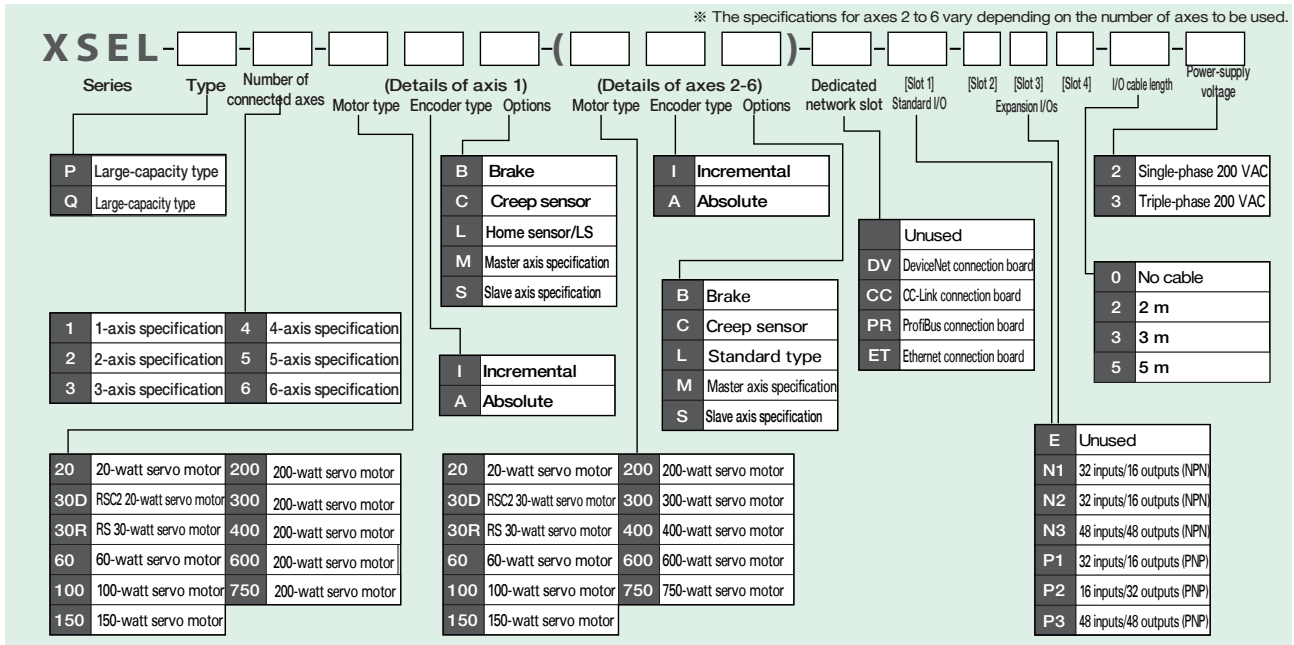 ※ The specifications for axes 2 to 6 vary depending on the number of axes to be used.
XSEL-□-□-□□□-(□□□)-□-□-□□□-□-□
Series
Type
Number of connected axes
(Details of axis 1)
Motor type Encoder type Options
(Details of axes 2-6)
Motor type Encoder type Options
Dedicated network slot
[Slot 1]
Standard I/O
[Slot 2] [Slot 3] [Slot 4]
Expansion I/Os
I/O cable length
Power-supply voltage
P Large-capacity type
Q Large-capacity type
1 1-axis specification 4 4-axis specification
2 2-axis specification 5 5-axis specification
3 3-axis specification 6 6-axis specification
20 20-watt servo motor 200 200-watt servo motor
30D RSC2 20-watt servo motor 300 200-watt servo motor
30R RS 30-watt servo motor 400 200-watt servo motor
60 60-watt servo motor 600 200-watt servo motor
100 100-watt servo motor 750 200-watt servo motor
150 150-watt servo motor
B Brake
C Creep sensor
L Home sensor/LS
M Master axis specification
S Slave axis specification
I Incremental
A Absolute
20 20-watt servo motor 200 200-watt servo motor
30D RSC2 30-watt servo motor 300 300-watt servo motor
30R RS 30-watt servo motor 400 400-watt servo motor
60 60-watt servo motor 600 600-watt servo motor
100 100-watt servo motor 750 750-watt servo motor
150 150-watt servo motor
I Incremental
A Absolute
B Brake
C Creep sensor
L Standard type
M Master axis specification
S Slave axis specification
Unused
DV DeviceNet connection board
CC CC-Link connection board
PR ProfiBus connection board
ET Ethernet connection board
2 Single-phase 200 VAC
3 Triple-phase 200 VAC
0 No cable
2 2 m
3 3 m
5 5 m
E Unused
N1 32 inputs/16 outputs (NPN)
N2 32 inputs/16 outputs (NPN)
N3 48 inputs/48 outputs (NPN)
P1 32 inputs/16 outputs (PNP)
P2 16 inputs/32 outputs (PNP)
P3 48 inputs/48 outputs (PNP)